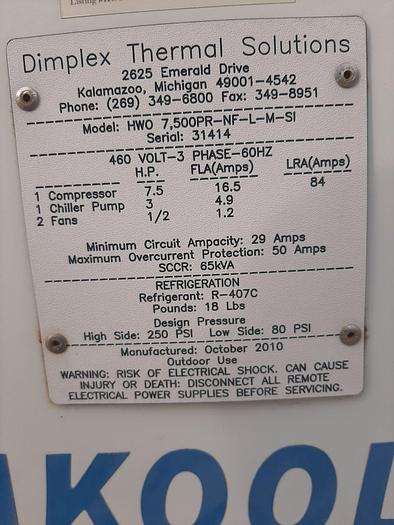 Dimplex Thermal Solutions
2625 Emerald Drive
Kalamazoo, Michigan 49001-4542
Phone: (269) 349-6800 Fax: 349-8951
Model: HWO 7,500PR-NF-L-M-SI
Serial: 31414
460 VOLT-3 PHASE-60HZ
H.P. FLA(Amps) LRA(Amps)
1 Compressor 7.5 16.5 84
1 Chiller Pump 3 4.9
2 Fans 1/2 1.2
Minimum Circuit Ampacity: 29 Amps
Maximum Overcurrent Protection: 50 Amps
SCCR: 65kVA
REFRIGERATION
Refrigerant: R-407C
Pounds: 18 Lbs
Design Pressure
High Side: 250 PSI Low Side: 80 PSI
Manufactured: October 2010
Outdoor Use
WARNING: RISK OF ELECTRICAL SHOCK. CAN CAUSE
INJURY OR DEATH: DISCONNECT ALL REMOTE
ELECTRICAL POWER SUPPLIES BEFORE SERVICING.
AKOOL